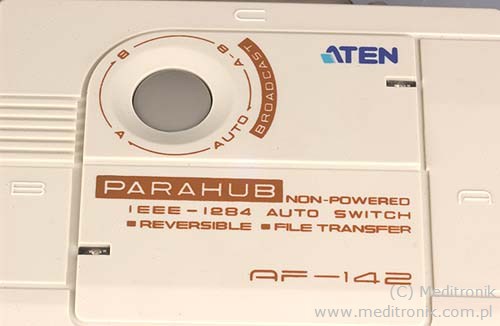 C
ATEN
B
A-B
BROADCAST
A
AUTO
B
A
PARAHUB NON-POWERED
IEEE-1284 AUTO SWITCH
REVERSIBLE FILE TRANSFER
AF-142
(C) Meditronik
www.meditronik.com.pl